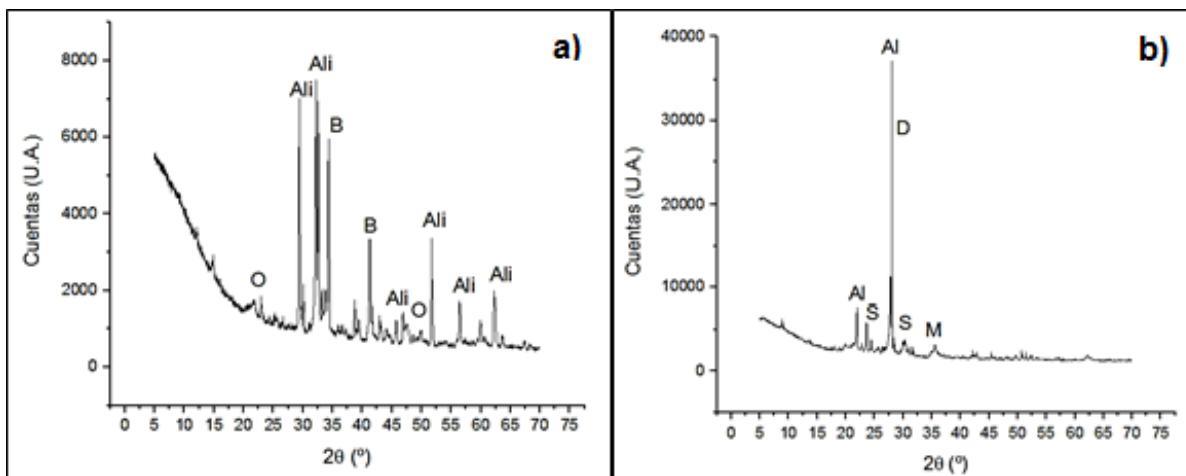 a)
Cuentas (U.A.)
8000
6000
4000
2000
0
O
Ali
Ali
B
B
Ali
O
Ali
Ali
Ali
0 5 10 15 20 25 30 35 40 45 50 55 60 65 70 75
2θ (º)
b)
Cuentas (U.A.)
40000
30000
20000
10000
0
Al
D
Al
S
S
M
0 5 10 15 20 25 30 35 40 45 50 55 60 65 70 75
2θ (º)